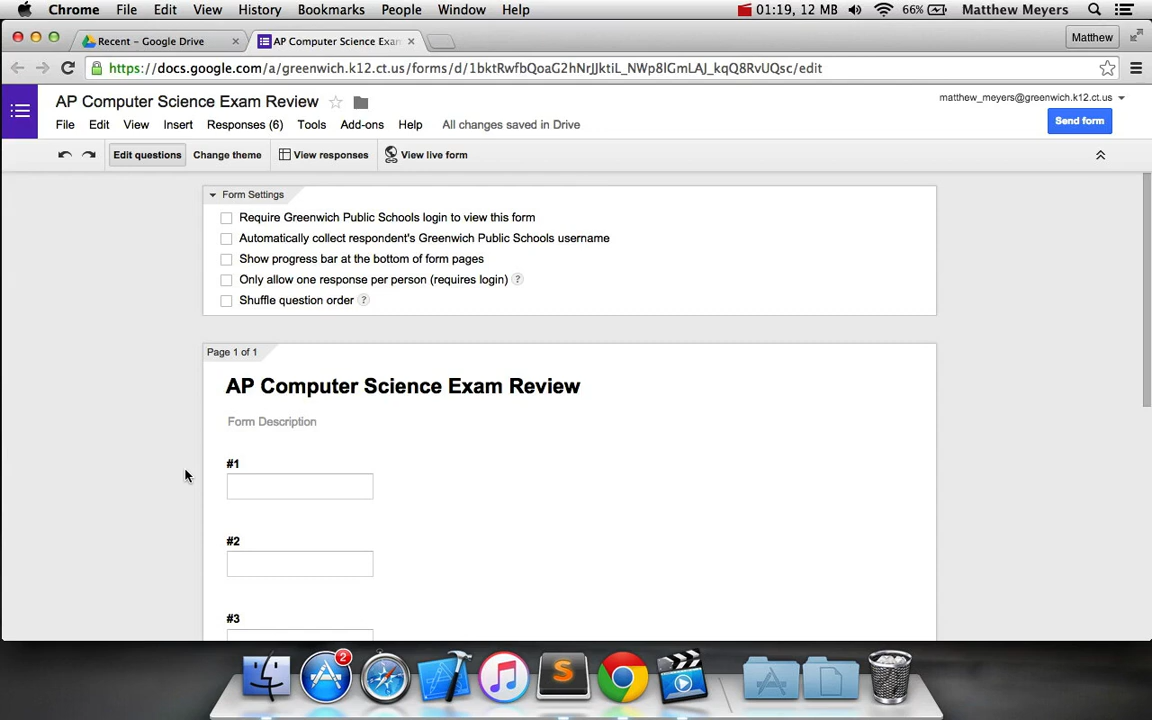 Chrome File Edit View History Bookmarks People Window Help 01:19, 12 MB 66% Matthew Meyers
Recent – Google Drive AP Computer Science Exam Matthew
https://docs.google.com/a/greenwich.k12.ct.us/forms/d/1bktRwfbQoaG2hNrJJktiL_NWp8lGmLAJ_kqQ8RvUQsc/edit
AP Computer Science Exam Review matthew_meyers@greenwich.k12.ct.us
File Edit View Insert Responses (6) Tools Add-ons Help All changes saved in Drive Send form
Edit questions Change theme View responses View live form
Form Settings
Require Greenwich Public Schools login to view this form
Automatically collect respondent's Greenwich Public Schools username
Show progress bar at the bottom of form pages
Only allow one response per person (requires login) ?
Shuffle question order ?
Page 1 of 1
AP Computer Science Exam Review
Form Description
#1
#2
#3
2